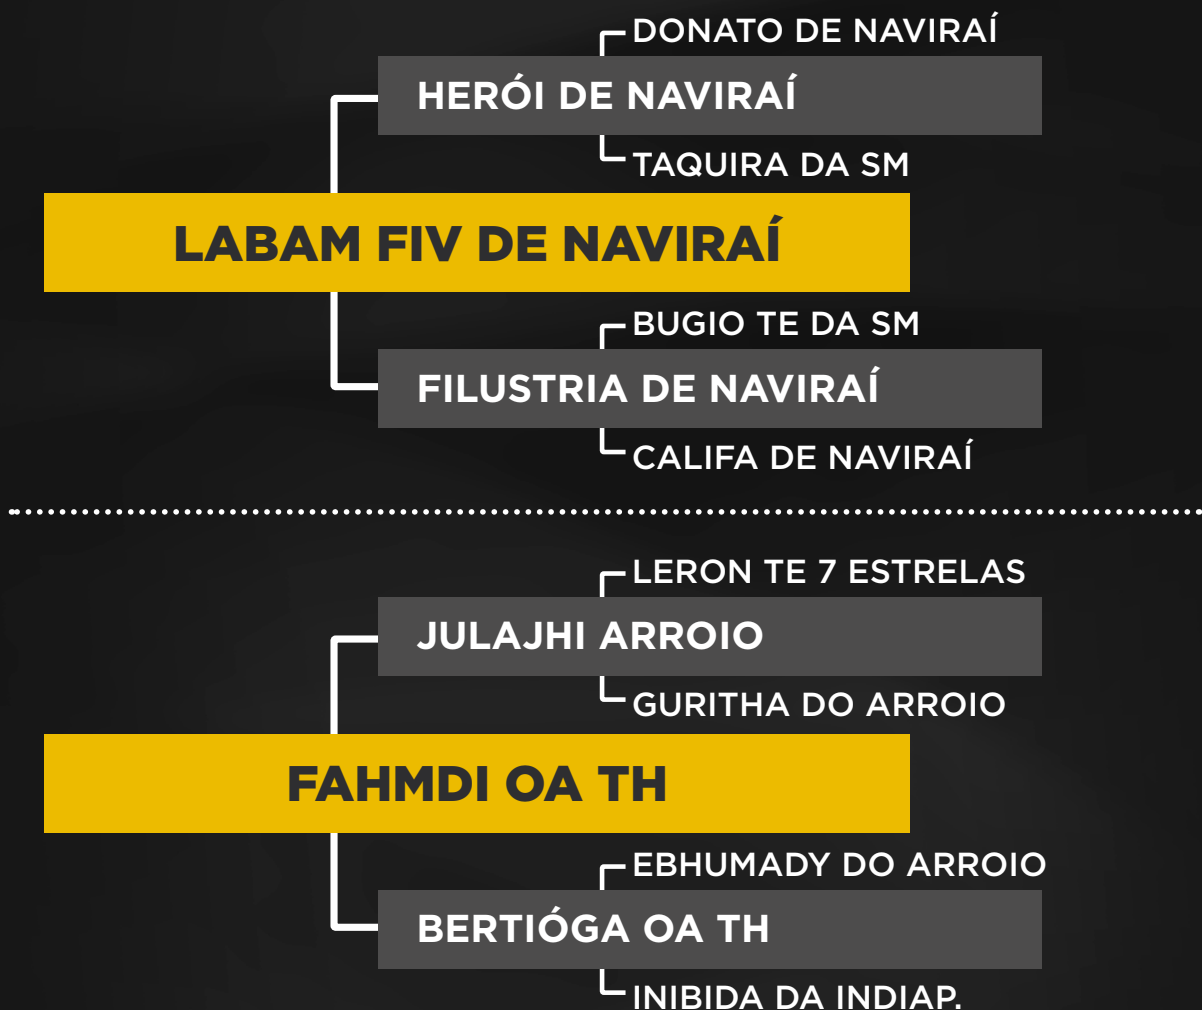 DONATO DE NAVIRAÍ
HERÓI DE NAVIRAÍ
TAQUIRA DA SM
LABAM FIV DE NAVIRAÍ
BUGIO TE DA SM
FILUSTRIA DE NAVIRAÍ
CALIFA DE NAVIRAÍ
LERON TE 7 ESTRELAS
JULAJHI ARROIO
GURITHA DO ARROIO
FAHMDI OA TH
EBHUMADY DO ARROIO
BERTIÓGA OA TH
INIBIDA DA INDIAP.